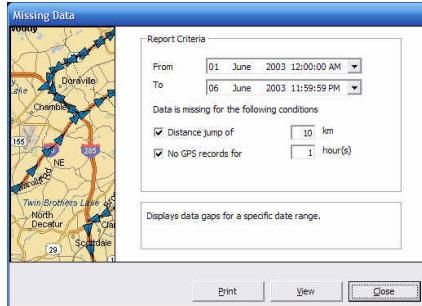 Missing Data
Report Criteria
From 01 June 2003 12:00:00 AM
To 06 June 2003 11:59:59 PM
Data is missing for the following conditions
Distance jump of 10 km
No GPS records for 1 hour(s)
Displays data gaps for a specific date range.
Print View Close
Doraville
Lake
Chamble
155
285
NE
Twin Brothers Lake
North
Decatur
Cla
Scottdale
29